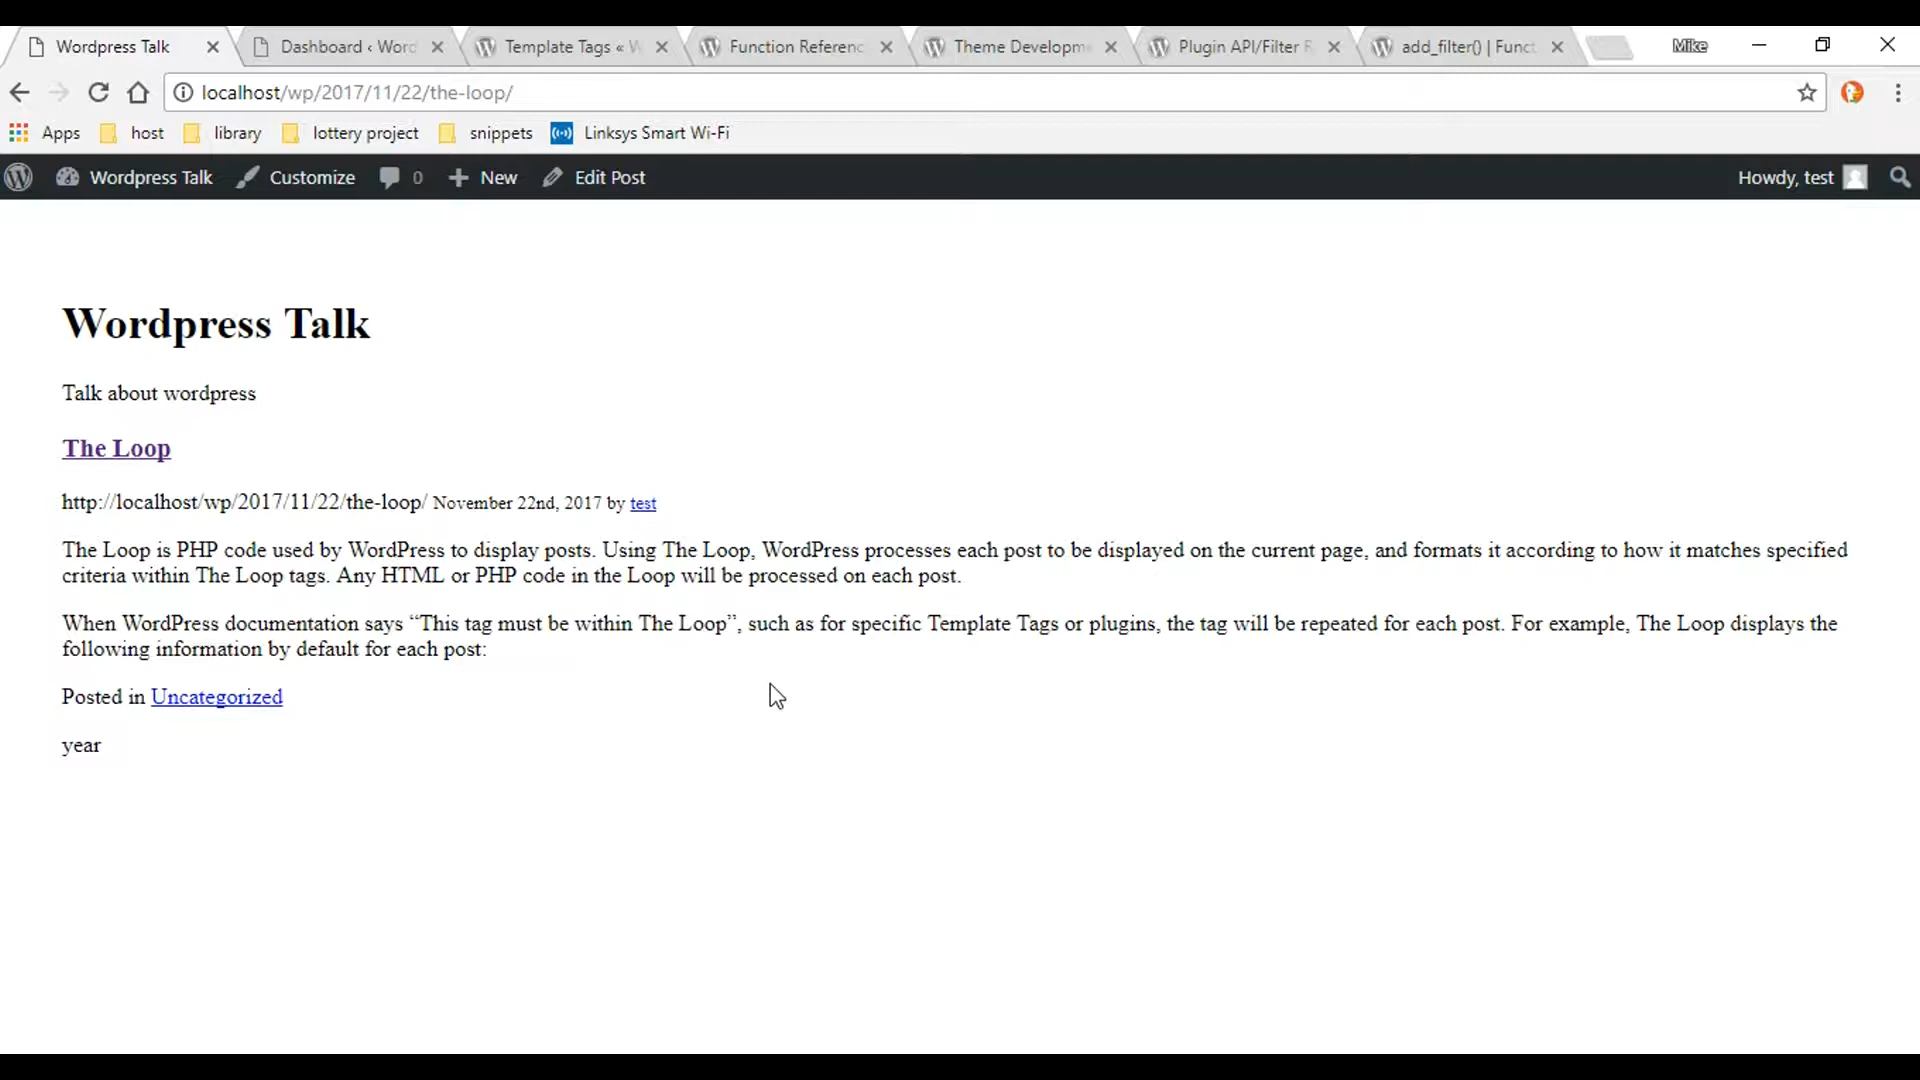 Wordpress Talk
Dashboard ‹ Word
Template Tags « W
Function Referenc
Theme Developm
Plugin API/Filter R
add_filter() | Funct
Mike
localhost/wp/2017/11/22/the-loop/
Apps
host
library
lottery project
snippets
Linksys Smart Wi-Fi
Wordpress Talk
Customize
0
New
Edit Post
Howdy, test
Wordpress Talk
Talk about wordpress
The Loop
http://localhost/wp/2017/11/22/the-loop/ November 22nd, 2017 by test
The Loop is PHP code used by WordPress to display posts. Using The Loop, WordPress processes each post to be displayed on the current page, and formats it according to how it matches specified
criteria within The Loop tags. Any HTML or PHP code in the Loop will be processed on each post.
When WordPress documentation says “This tag must be within The Loop”, such as for specific Template Tags or plugins, the tag will be repeated for each post. For example, The Loop displays the
following information by default for each post:
Posted in Uncategorized
year